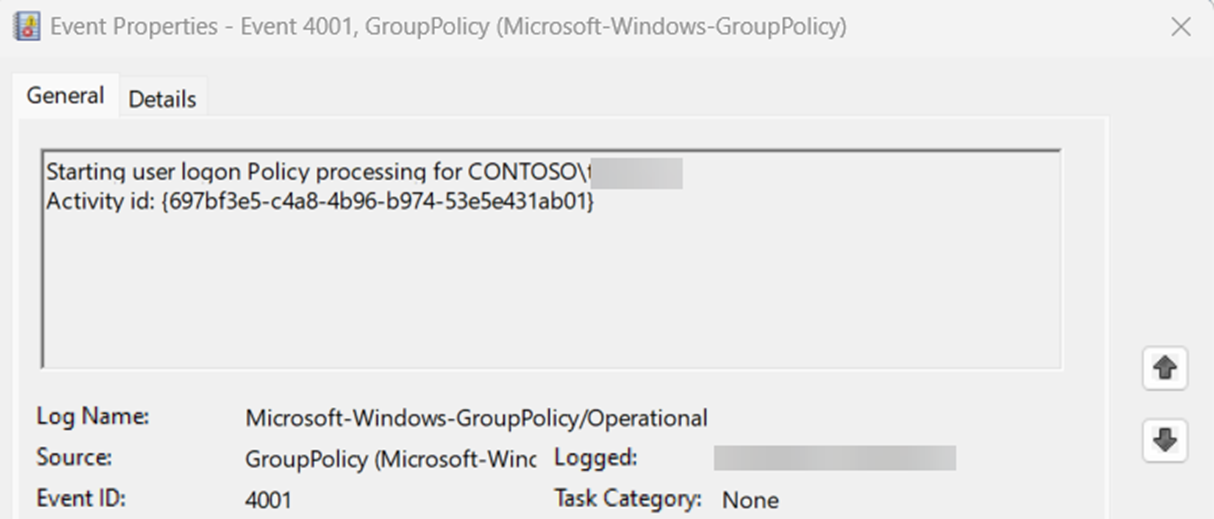 Event Properties - Event 4001, GroupPolicy (Microsoft-Windows-GroupPolicy)
General Details
Starting user logon Policy processing for CONTOSO\
Activity id: {697bf3e5-c4a8-4b96-b974-53e5e431ab01}
Log Name: Microsoft-Windows-GroupPolicy/Operational
Source: GroupPolicy (Microsoft-Winc Logged:
Event ID: 4001 Task Category: None